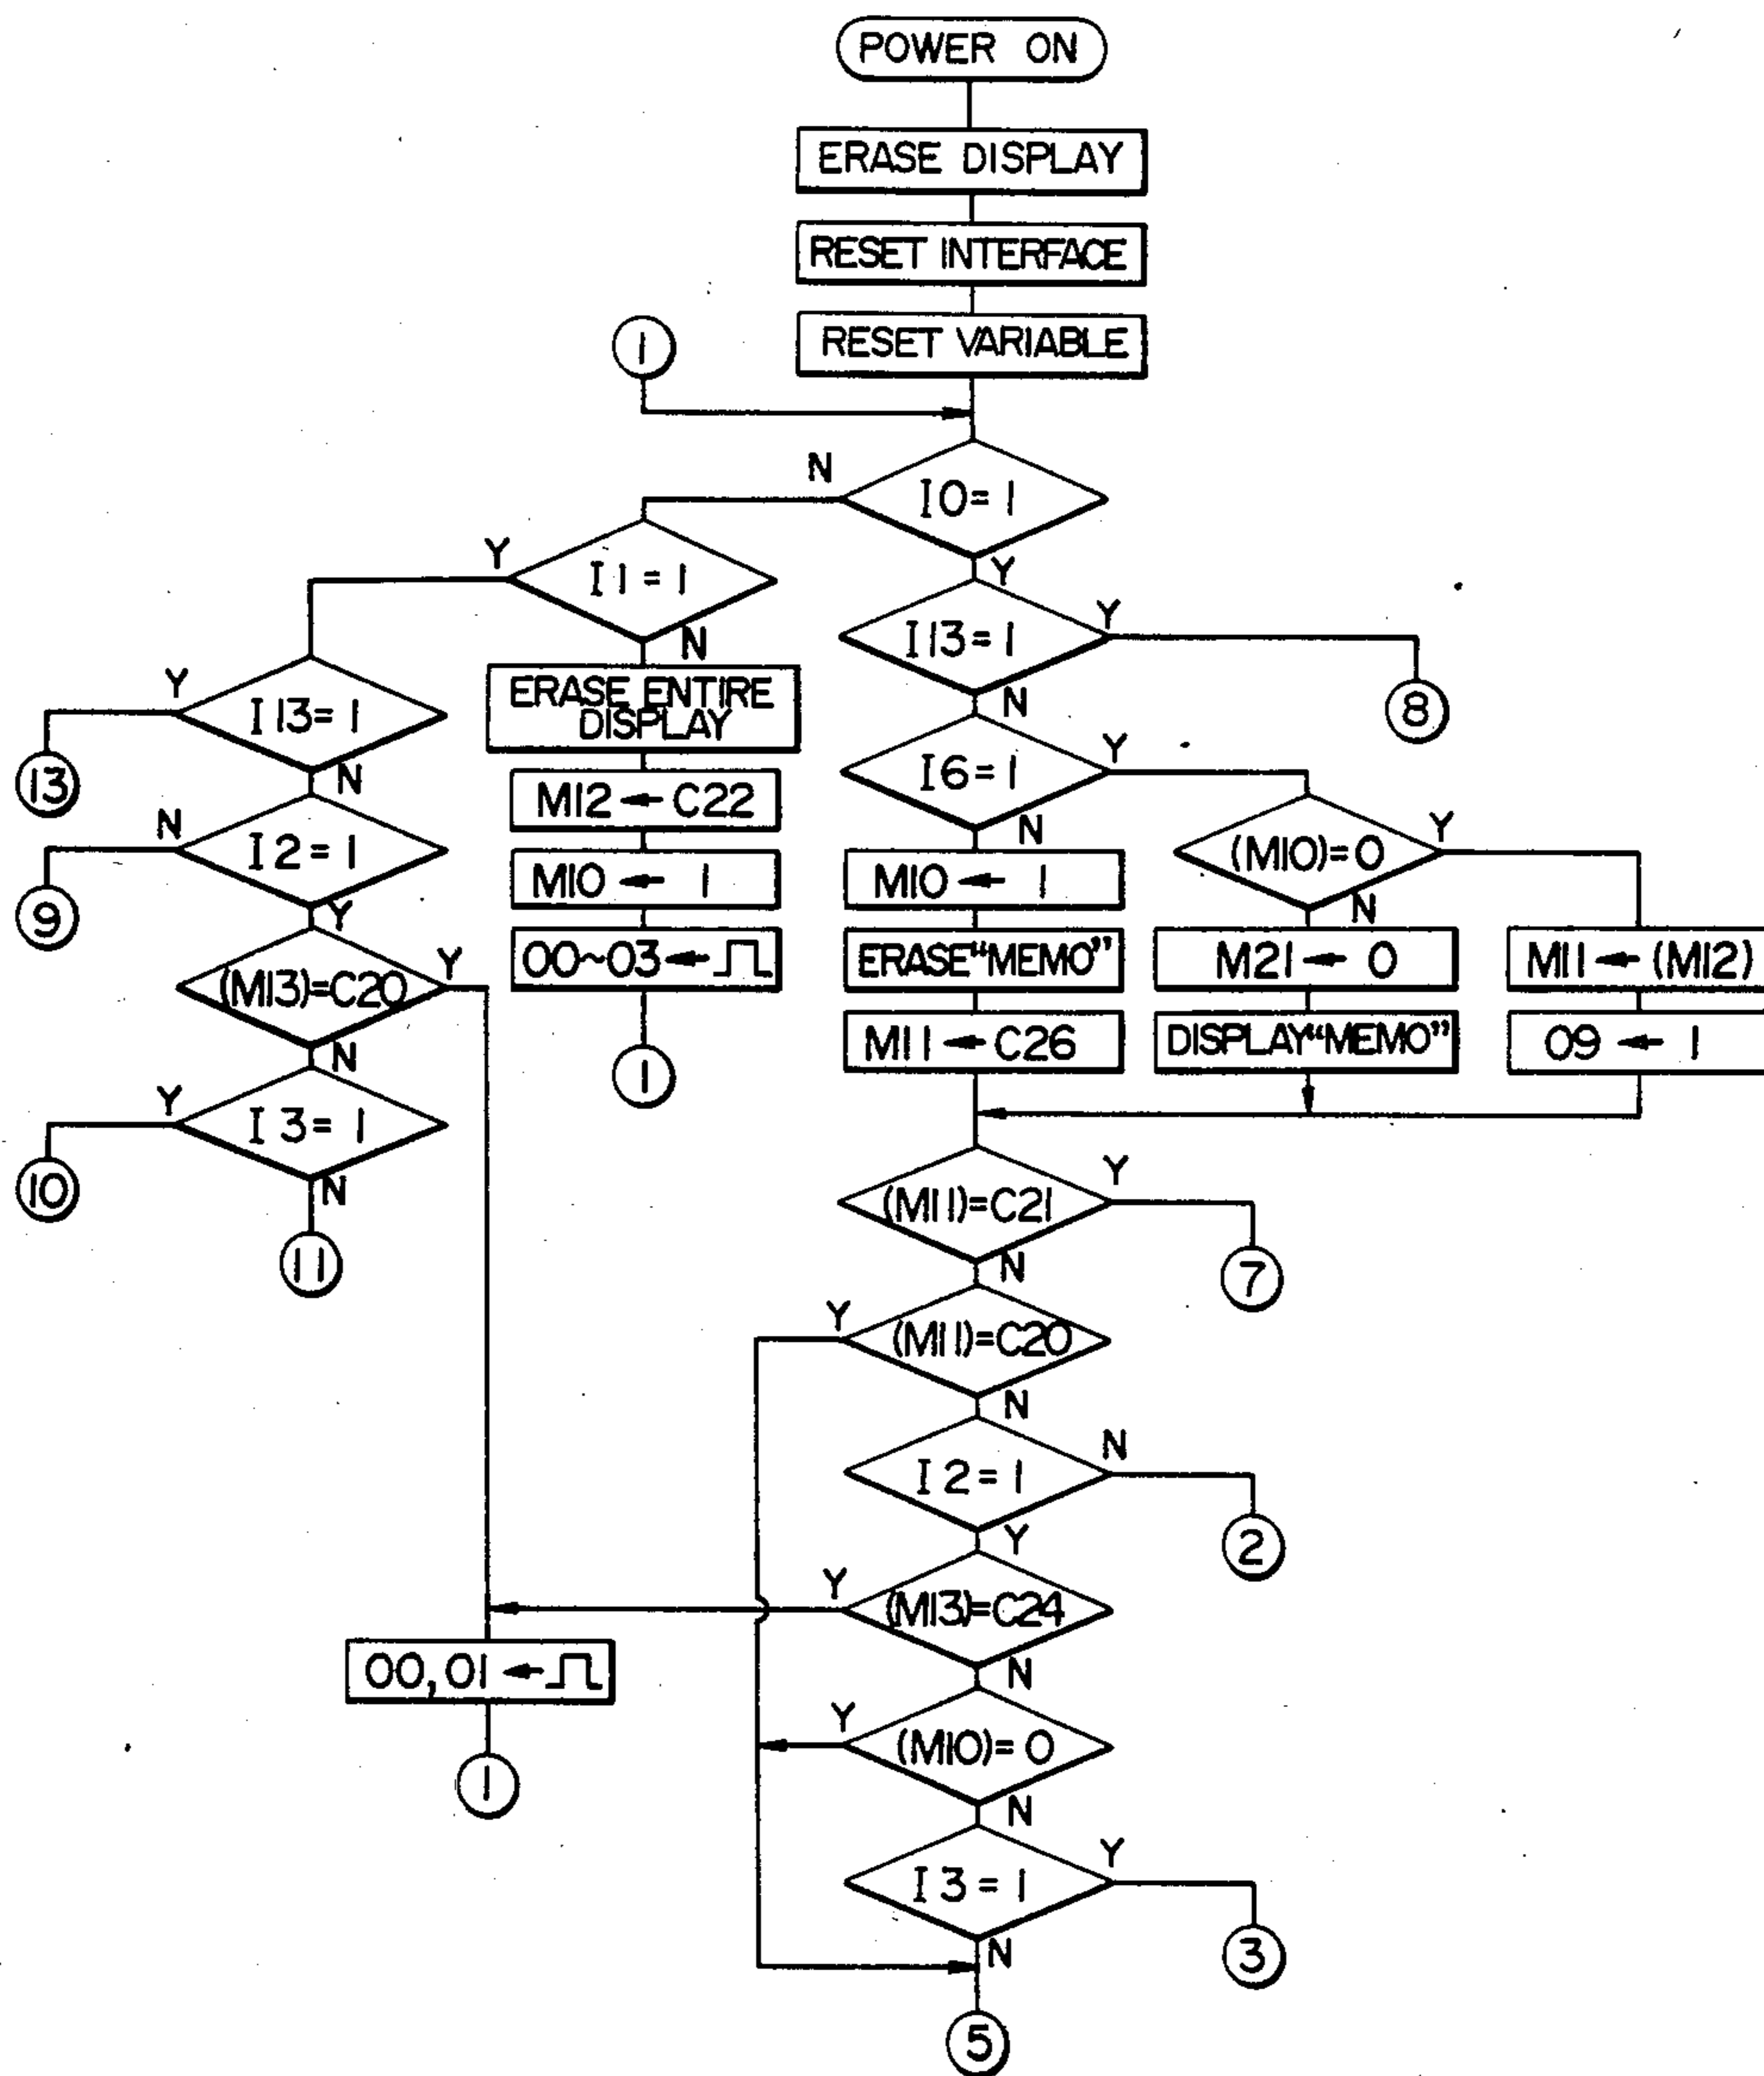 POWER ON
ERASE DISPLAY
RESET INTERFACE
RESET VARIABLE
1
N
I0=1
Y
Y
I1=1
N
I13=1
Y
N
8
Y
I13=1
N
13
ERASE ENTIRE
DISPLAY
I6=1
Y
N
M12←C22
N
I2=1
Y
9
M10←1
M10←1
(M10)=0
Y
N
(M13)=C20
Y
N
00~03←
ERASE"MEMO"
M21←0
M11←(M12)
1
M11←C26
DISPLAY"MEMO"
09←1
Y
I3=1
N
10
11
(M11)=C21
Y
N
7
Y
(M11)=C20
N
I2=1
N
Y
2
Y
(M13)=C24
N
00,01←
1
Y
(M10)=0
N
I3=1
Y
N
3
5